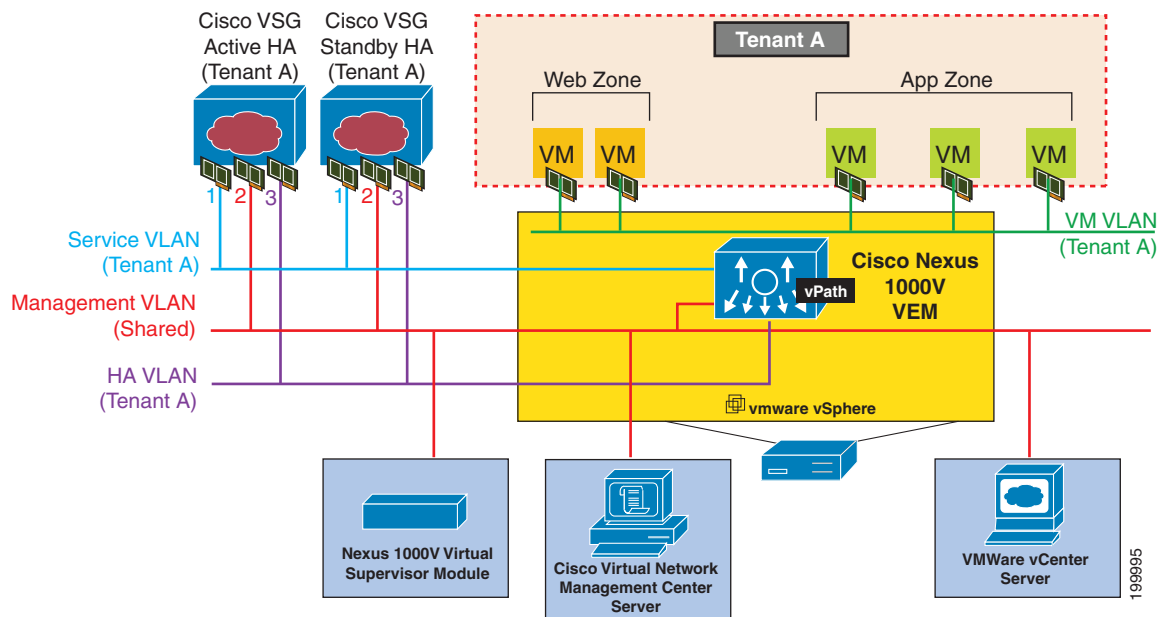 Cisco VSG
Active HA
(Tenant A)
Cisco VSG
Standby HA
(Tenant A)
Tenant A
Web Zone
App Zone
VM
VM
VM
VM
VM
1
2
3
1
2
3
Service VLAN
(Tenant A)
VM VLAN
(Tenant A)
Management VLAN
(Shared)
vPath
Cisco Nexus
1000V
VEM
HA VLAN
(Tenant A)
vmware vSphere
Nexus 1000V Virtual
Supervisor Module
Cisco Virtual Network
Management Center
Server
VMWare vCenter
Server
199995